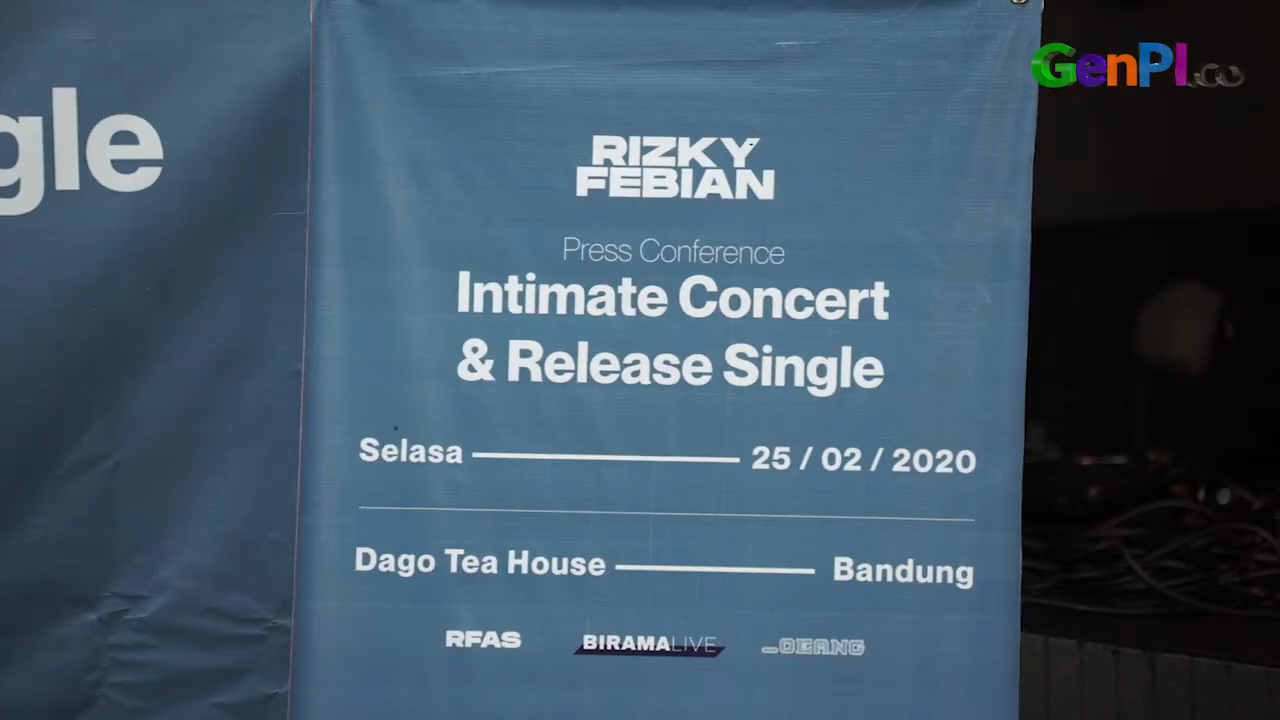 GenPI.co
gle
RIZKY
FEBIAN
Press Conference
Intimate Concert
& Release Single
Selasa 25 / 02 / 2020
Dago Tea House Bandung
RFAS BIRAMALIVE